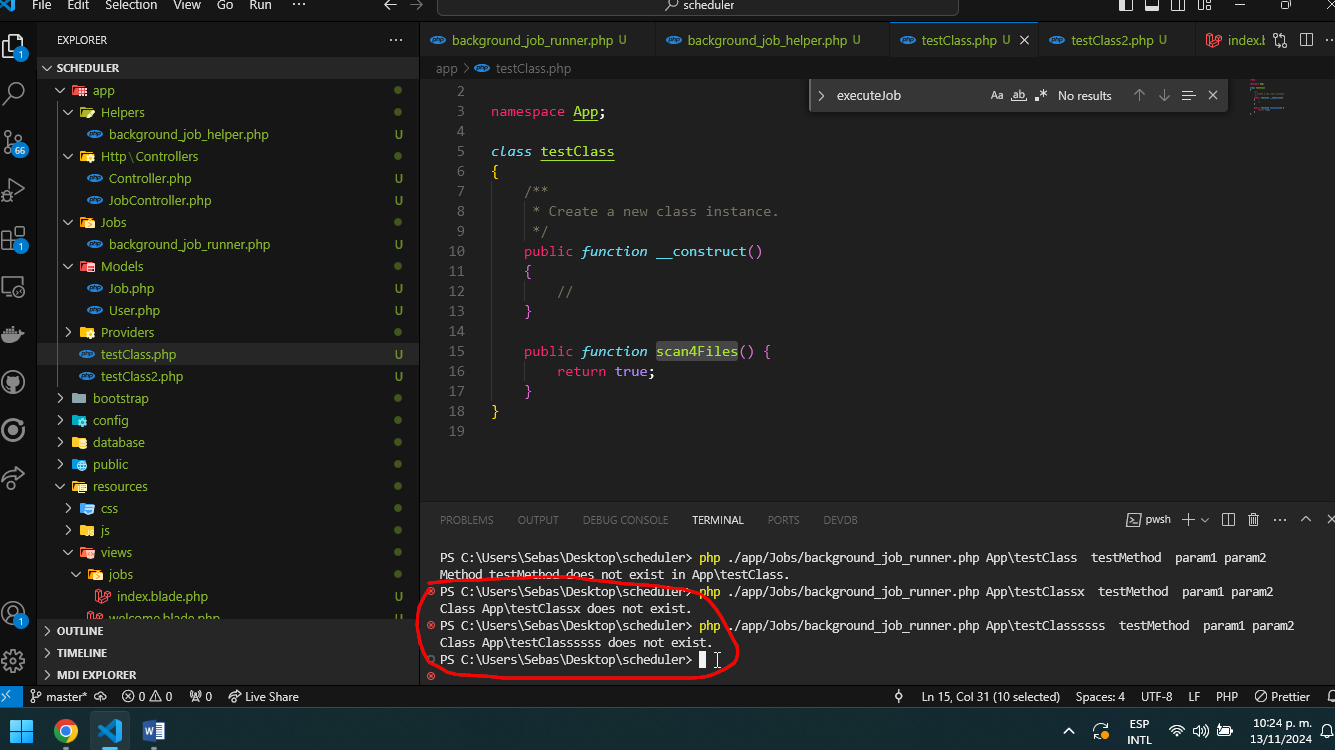 File Edit Selection View Go Run ··· scheduler
EXPLORER ···
SCHEDULER
app
Helpers
background_job_helper.php U
Http\Controllers
Controller.php U
JobController.php U
Jobs
background_job_runner.php U
Models
Job.php U
User.php U
Providers
testClass.php U
testClass2.php U
bootstrap
config
database
public
resources
css
js
views
jobs
index.blade.php U
welcome.blade.php U
OUTLINE
TIMELINE
MDI EXPLORER
1
66
1
1
background_job_runner.php U background_job_helper.php U testClass.php U testClass2.php U index.b
app > testClass.php
executeJob Aa ab .* No results
2
3 namespace App;
4
5 class testClass
6 {
7 /**
8 * Create a new class instance.
9 */
10 public function __construct()
11 {
12 //
13 }
14
15 public function scan4Files() {
16 return true;
17 }
18 }
19
PROBLEMS OUTPUT DEBUG CONSOLE TERMINAL PORTS DEVDB pwsh
PS C:\Users\Sebas\Desktop\scheduler> php ./app/Jobs/background_job_runner.php App\testClass  testMethod  param1 param2
Method testMethod does not exist in App\testClass.
PS C:\Users\Sebas\Desktop\scheduler> php ./app/Jobs/background_job_runner.php App\testClassx  testMethod  param1 param2
Class App\testClassx does not exist.
PS C:\Users\Sebas\Desktop\scheduler> php ./app/Jobs/background_job_runner.php App\testClassssss  testMethod  param1 param2
Class App\testClassssss does not exist.
PS C:\Users\Sebas\Desktop\scheduler>
master* 0 0 0 Live Share Ln 15, Col 31 (10 selected) Spaces: 4 UTF-8 LF PHP Prettier
ESP
INTL
10:24 p. m.
13/11/2024